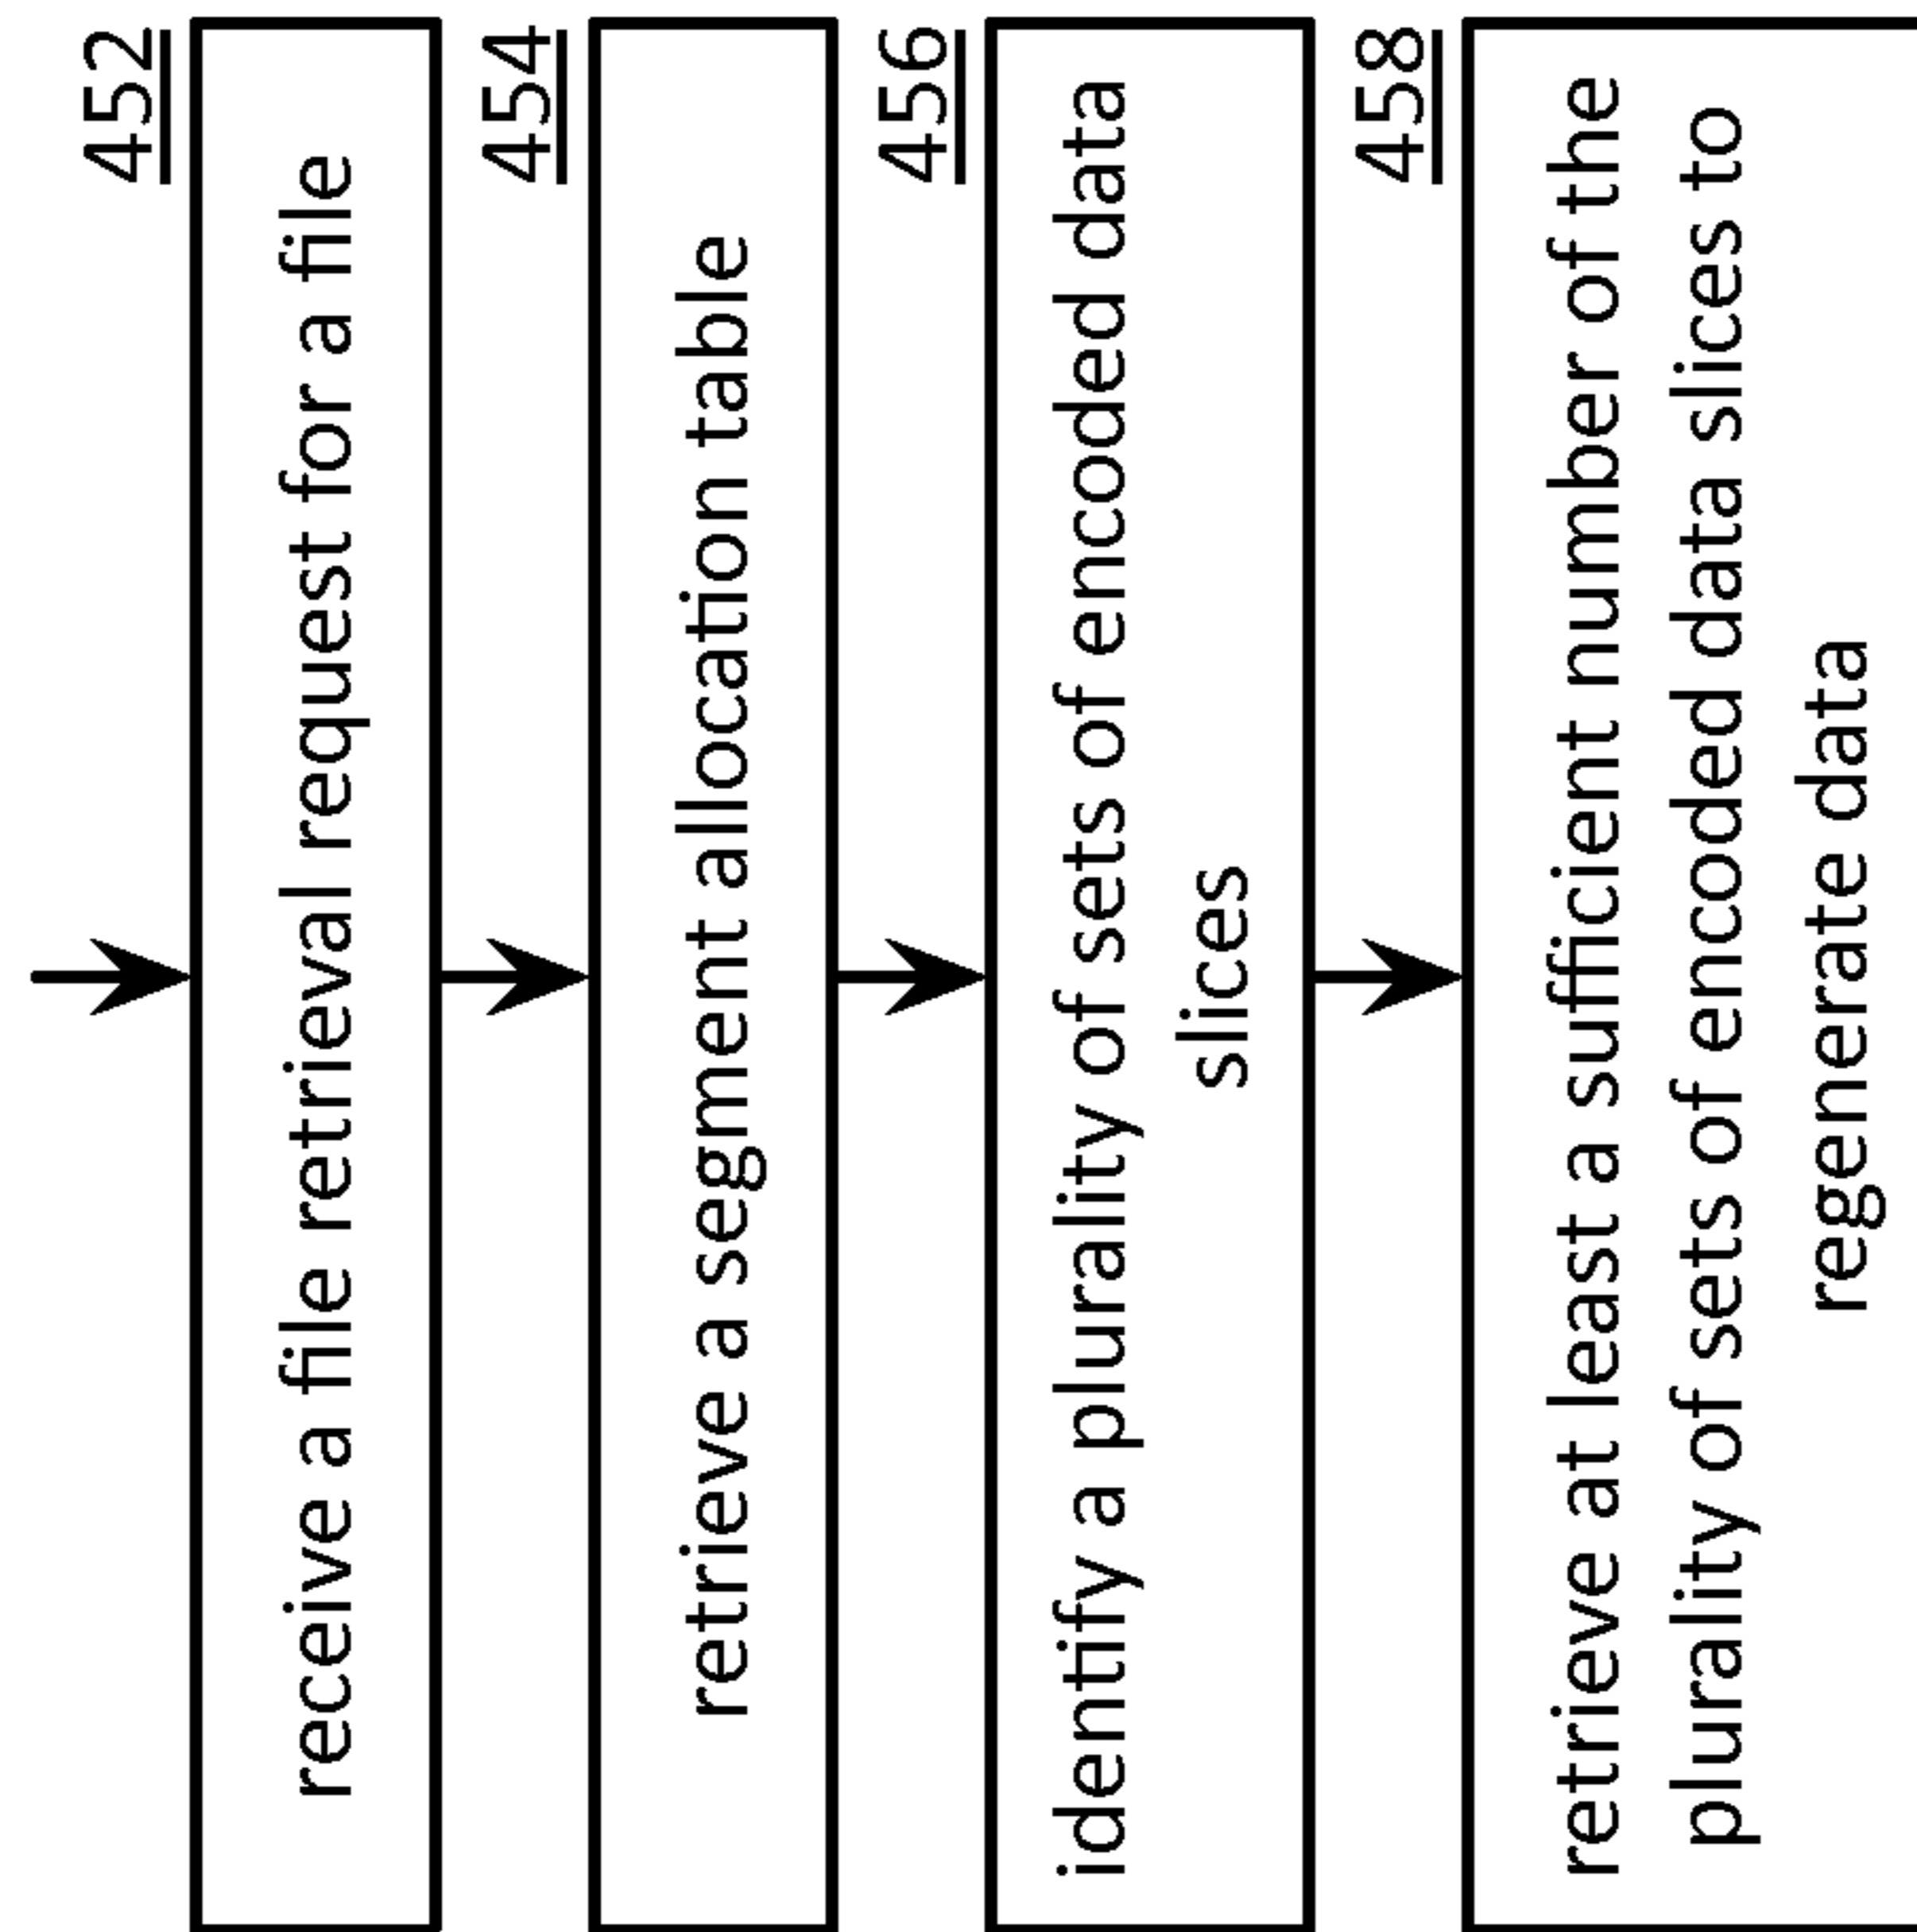 452
receive a file retrieval request for a file
454
retrieve a segment allocation table
456
identify a plurality of sets of encoded data
slices
458
retrieve at least a sufficient number of the
plurality of sets of encoded data slices to
regenerate data